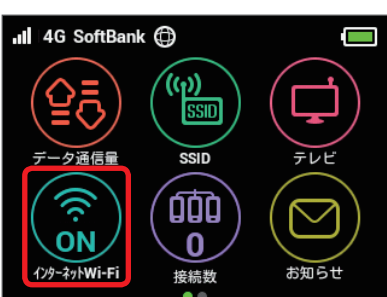 4G SoftBank
SSID
データ通信量
SSID
テレビ
ON
0
インターネットWi-Fi
接続数
お知らせ